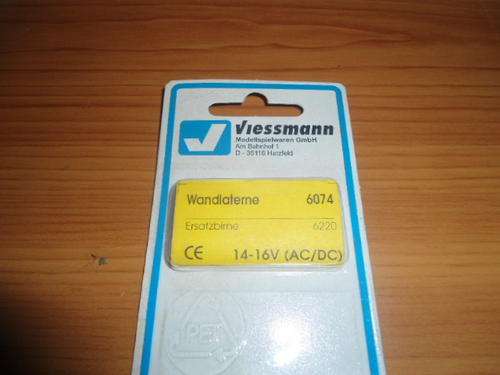 Viessmann
Modellspielwaren GmbH
Am Bahnhof 1
D - 35116 Hatzfeld
Wandlaterne 6074
Ersatzbirne 6220
CE 14-16V (AC/DC)
PET